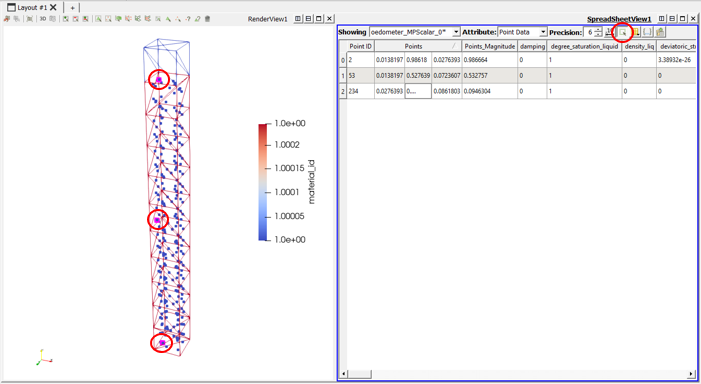 Layout #1
+
3D
RenderView1
1.0e+00
1.0002
1.00015
1.0001
1.00005
1.0e+00
material_id
SpreadSheetView1
Showing oedometer_MPScalar_0* Attribute: Point Data Precision: 6
Point ID Points Points_Magnitude damping degree_saturation_liquid density_liq deviatoric_str
0 2 0.0138197 0.98618 0.0276393 0.986664 0 1 0 3.38932e-26
1 53 0.0138197 0.527639 0.0723607 0.532757 0 1 0 0
2 234 0.0276393 0.... 0.0861803 0.0946304 0 1 0 0